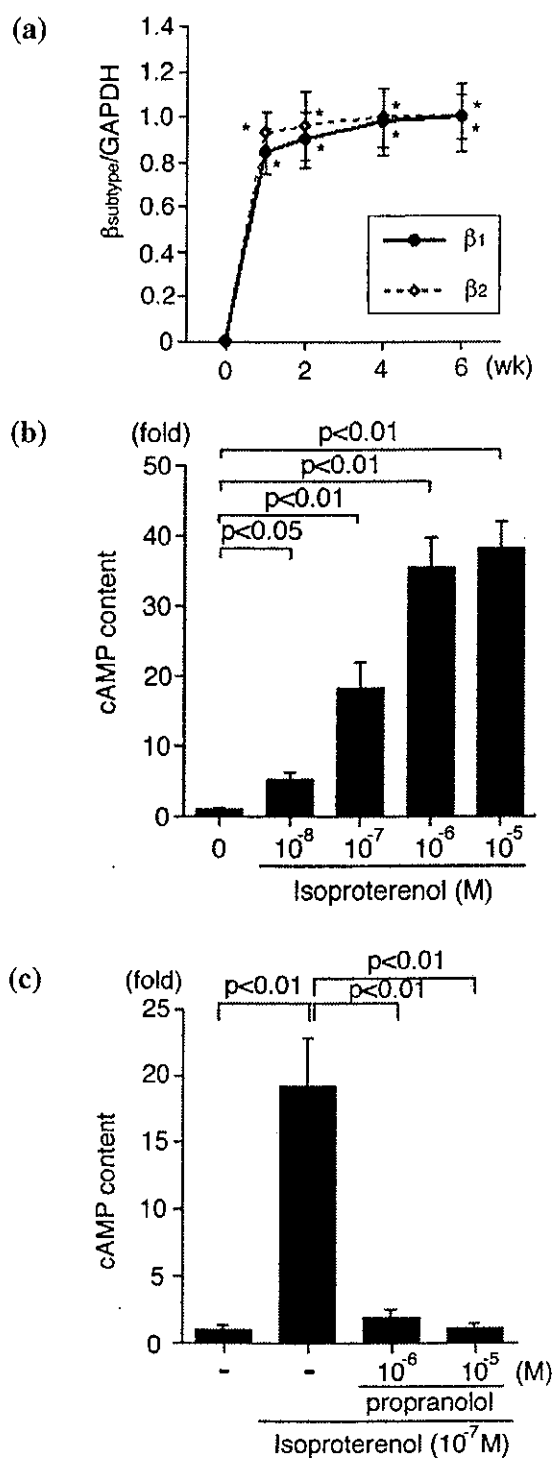 (a)
1.4
1.2
1.0
0.8
0.6
0.4
0.2
0
βsubtype/GAPDH
* * * * * * * *
β1
β2
0 2 4 6 (wk)
(b)
(fold)
p<0.01
p<0.01
p<0.01
p<0.05
50
40
30
20
10
0
cAMP content
0 10-8 10-7 10-6 10-5
Isoproterenol (M)
(c)
(fold)
p<0.01
p<0.01 p<0.01
25
20
15
10
5
0
cAMP content
- - 10-6 10-5 (M)
propranolol
Isoproterenol (10-7M)